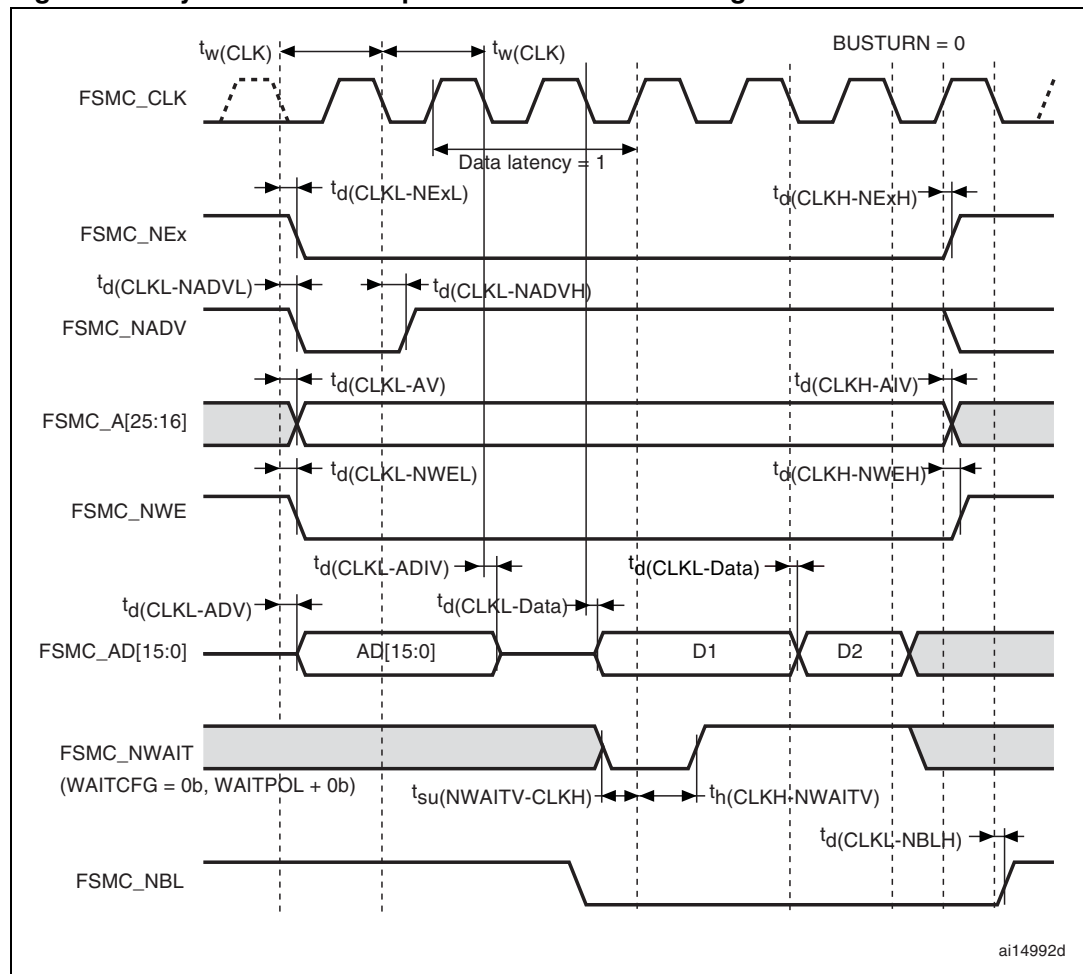 BUSTURN = 0
tw(CLK) tw(CLK)
FSMC_CLK
Data latency = 1
td(CLKL-NExL) td(CLKH-NExH)
FSMC_NEx
td(CLKL-NADVL) td(CLKL-NADVH)
FSMC_NADV
td(CLKL-AV) td(CLKH-AIV)
FSMC_A[25:16]
td(CLKL-NWEL) td(CLKH-NWEH)
FSMC_NWE
td(CLKL-ADIV) td(CLKL-Data)
td(CLKL-ADV) td(CLKL-Data)
FSMC_AD[15:0] AD[15:0] D1 D2
FSMC_NWAIT
(WAITCFG = 0b, WAITPOL + 0b)
tsu(NWAITV-CLKH) th(CLKH-NWAITV)
td(CLKL-NBLH)
FSMC_NBL
ai14992d